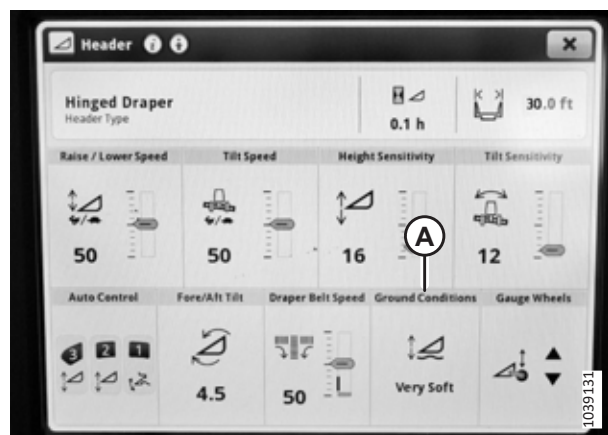 Header
Hinged Draper
Header Type
0.1 h
30.0 ft
Raise / Lower Speed
Tilt Speed
Height Sensitivity
Tilt Sensitivity
50
50
16
12
A
Auto Control
Fore/Aft Tilt
Draper Belt Speed
Ground Conditions
Gauge Wheels
3 2 1
4.5
50
Very Soft
1039131